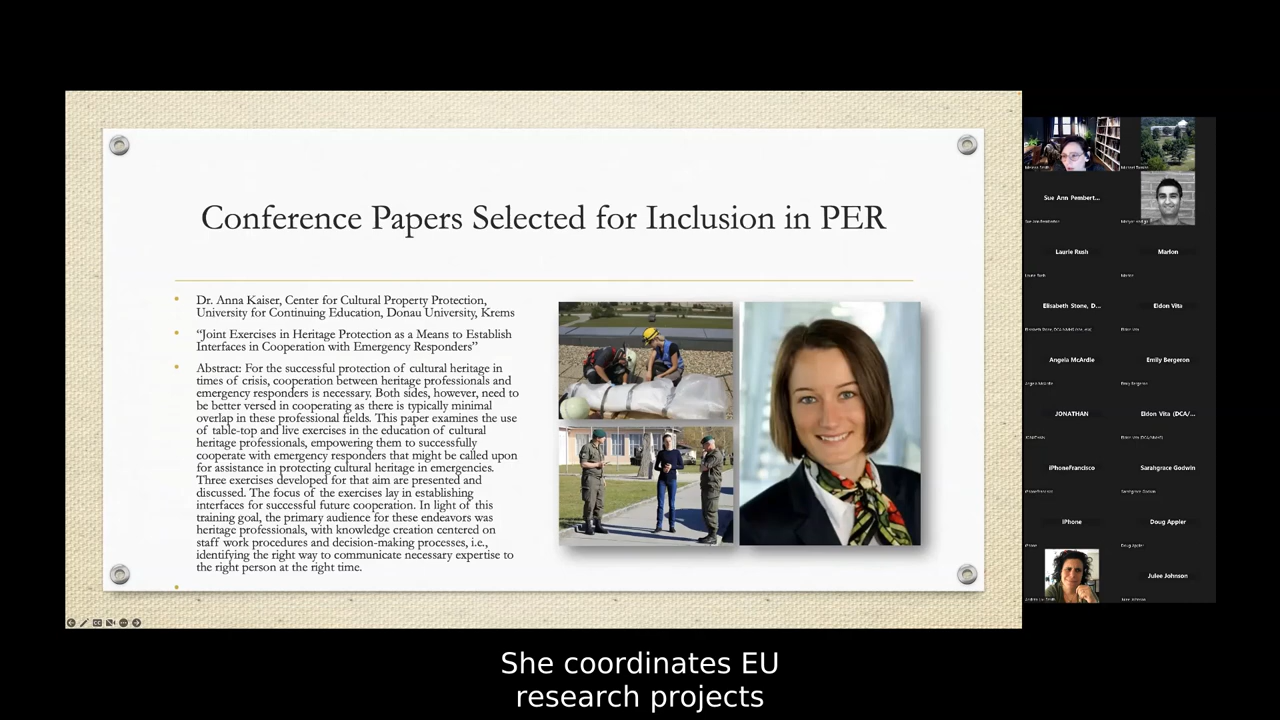 Conference Papers Selected for Inclusion in PER
Dr. Anna Kaiser, Center for Cultural Property Protection,
University for Continuing Education, Donau University, Krems
“Joint Exercises in Heritage Protection as a Means to Establish
Interfaces in Cooperation with Emergency Responders”
Abstract: For the successful protection of cultural heritage in
times of crisis, cooperation between heritage professionals and
emergency responders is necessary. Both sides, however, need to
be better versed in cooperating as there is typically minimal
overlap in these professional fields. This paper examines the use
of table-top and live exercises in the education of cultural
heritage professionals, empowering them to successfully
cooperate with emergency responders that might be called upon
for assistance in protecting cultural heritage in emergencies.
Three exercises developed for that aim are presented and
discussed. The focus of the exercises lay in establishing
interfaces for successful future cooperation. In light of this
training goal, the primary audience for these endeavors was
heritage professionals, with knowledge creation centered on
staff work procedures and decision-making processes, i.e.,
identifying the right way to communicate necessary expertise to
the right person at the right time.
Sue Ann Pembert...
Laurie Rush
Marlon
Elisabeth Stone, D...
Eldon Vita
Angela McArdle
Emily Bergeron
JONATHAN
Eldon Vita (DCA/...
iPhoneFrancisco
Sarahgrace Godwin
iPhone
Doug Appler
Julee Johnson
She coordinates EU
research projects